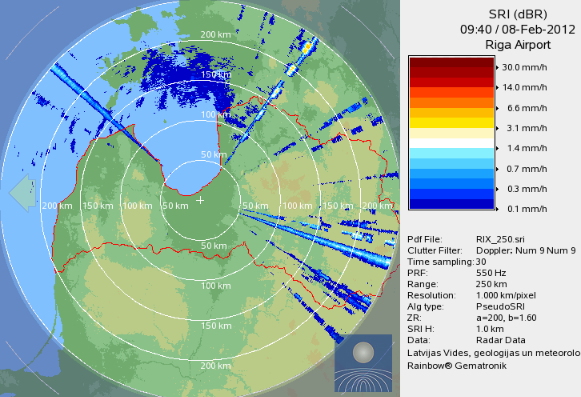 SRI (dBR)
09:40 / 08-Feb-2012
Riga Airport
30.0 mm/h
14.0 mm/h
6.6 mm/h
3.1 mm/h
1.4 mm/h
0.7 mm/h
0.3 mm/h
0.1 mm/h
200 km
150 km
100 km
50 km
200 km 150 km 100 km 50 km 50 km 100 km 150 km 200 km
50 km
100 km
150 km
200 km
Pdf File: RIX_250.sri
Clutter Filter: Doppler: Num 9 Num 9
Time sampling: 30
PRF: 550 Hz
Range: 250 km
Resolution: 1.000 km/pixel
Alg type: PseudoSRI
ZR: a=200, b=1.60
SRI H: 1.0 km
Data: Radar Data
Latvijas Vides, geologijas un meteorolo
Rainbow® Gematronik